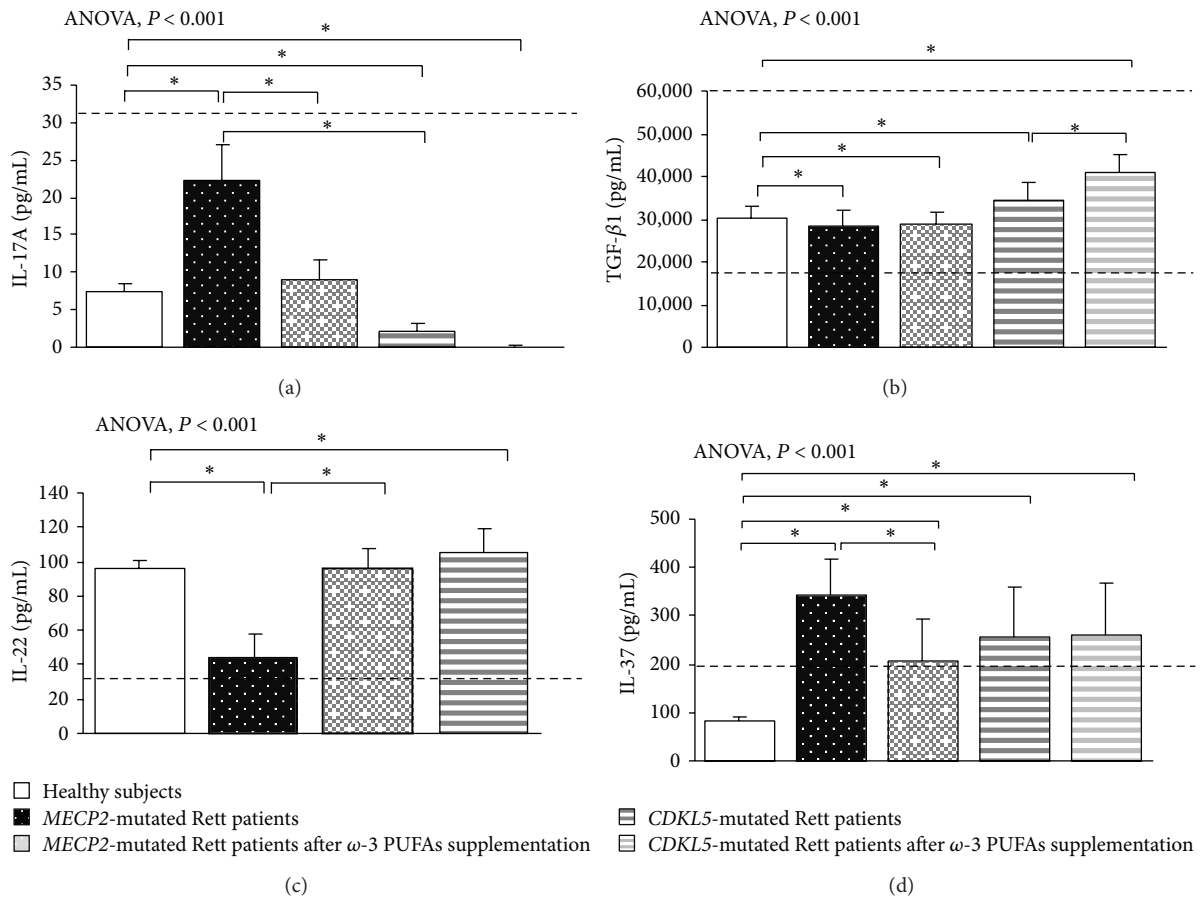 ANOVA, P < 0.001
*
*
* *
*
35
30
25
20
15
10
5
0
IL-17A (pg/mL)
(a)
ANOVA, P < 0.001
*
60,000
50,000
40,000
30,000
20,000
10,000
0
* *
*
*
TGF-β1 (pg/mL)
(b)
ANOVA, P < 0.001
*
* *
140
120
100
80
60
40
20
0
IL-22 (pg/mL)
ANOVA, P < 0.001
*
*
*
* *
500
400
300
200
100
0
IL-37 (pg/mL)
Healthy subjects
MECP2-mutated Rett patients
MECP2-mutated Rett patients after ω-3 PUFAs supplementation
(c)
CDKL5-mutated Rett patients
CDKL5-mutated Rett patients after ω-3 PUFAs supplementation
(d)